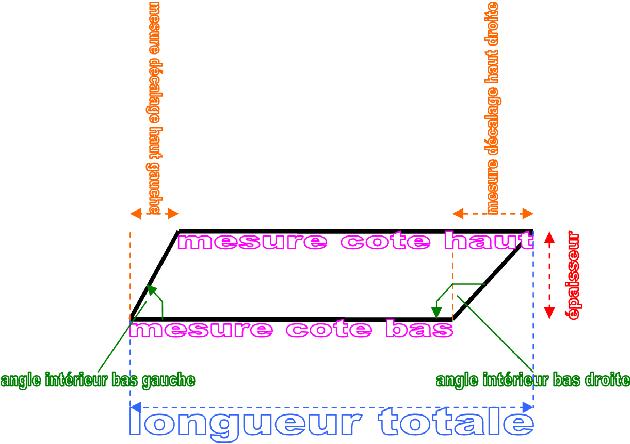 mesure décalage haut gauche
mesure décalage haut droite
mesure cote haut
épaisseur
mesure cote bas
angle intérieur bas gauche
angle intérieur bas droite
longueur totale